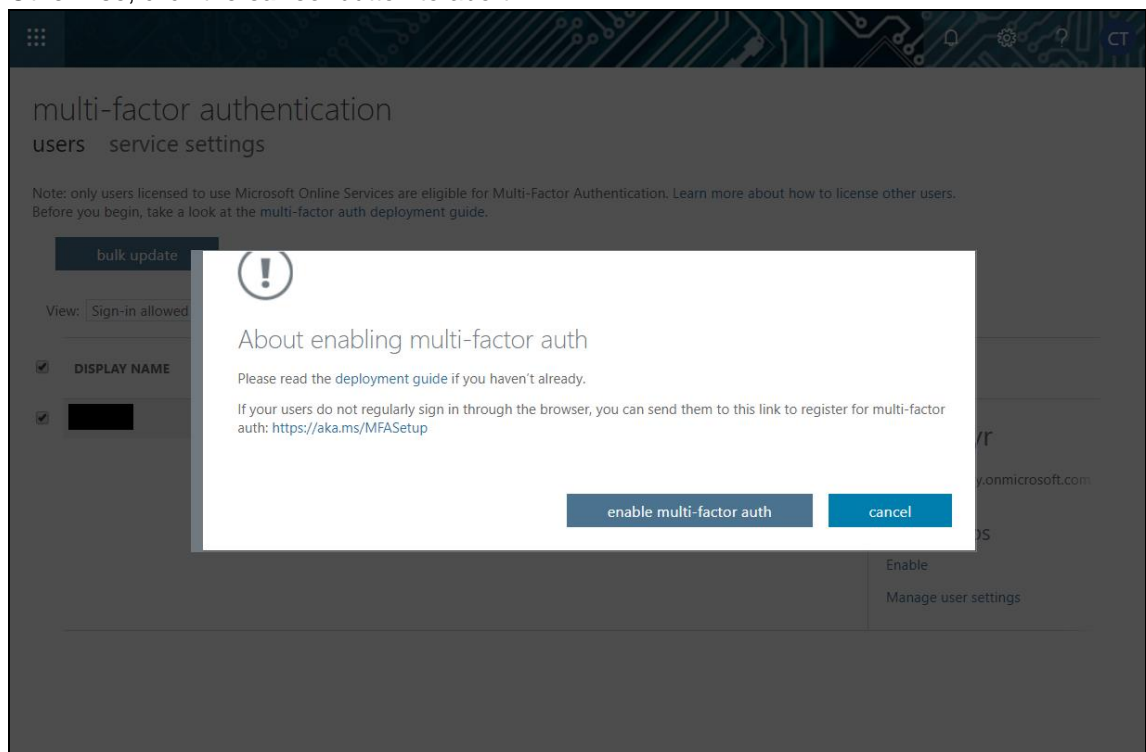 CT
multi-factor authentication
users service settings
Note: only users licensed to use Microsoft Online Services are eligible for Multi-Factor Authentication. Learn more about how to license other users.
Before you begin, take a look at the multi-factor auth deployment guide.
bulk update
View: Sign-in allowed
DISPLAY NAME
About enabling multi-factor auth
Please read the deployment guide if you haven't already.
If your users do not regularly sign in through the browser, you can send them to this link to register for multi-factor
auth: https://aka.ms/MFASetup
enable multi-factor auth cancel
yr
y.onmicrosoft.com
ps
Enable
Manage user settings